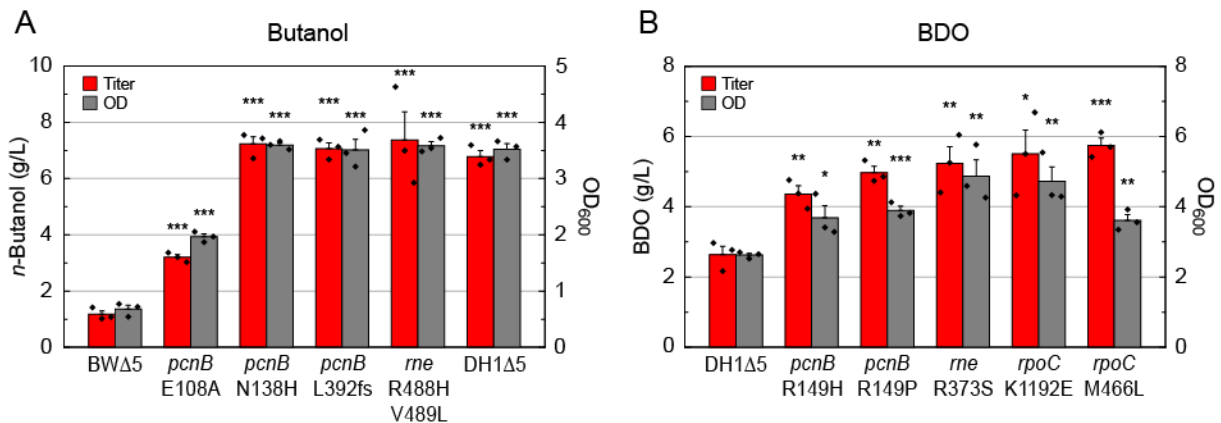 A
Butanol
Titer
OD
n-Butanol (g/L)
10
8
6
4
2
0
5
4
3
2
1
0
OD600
*** *** *** *** *** *** *** *** *** ***
BWΔ5 pcnB pcnB pcnB rne DH1Δ5
E108A N138H L392fs R488H
V489L
B
BDO
Titer
OD
BDO (g/L)
8
6
4
2
0
8
6
4
2
0
OD600
** * ** *** ** ** * ** *** **
DH1Δ5 pcnB pcnB rne rpoC rpoC
R149H R149P R373S K1192E M466L